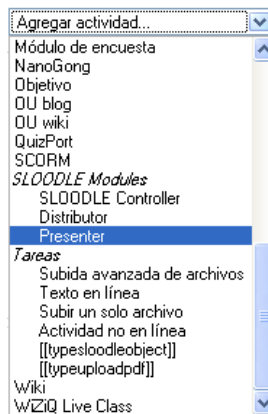 Agregar actividad...
Módulo de encuesta
NanoGong
Objetivo
OU blog
OU wiki
QuizPort
SCORM
SLOODLE Modules
SLOODLE Controller
Distributor
Presenter
Tareas
Subida avanzada de archivos
Texto en línea
Subir un solo archivo
Actividad no en línea
[[typesloodleobject]]
[[typeuploadpdf]]
Wiki
WiZiQ Live Class